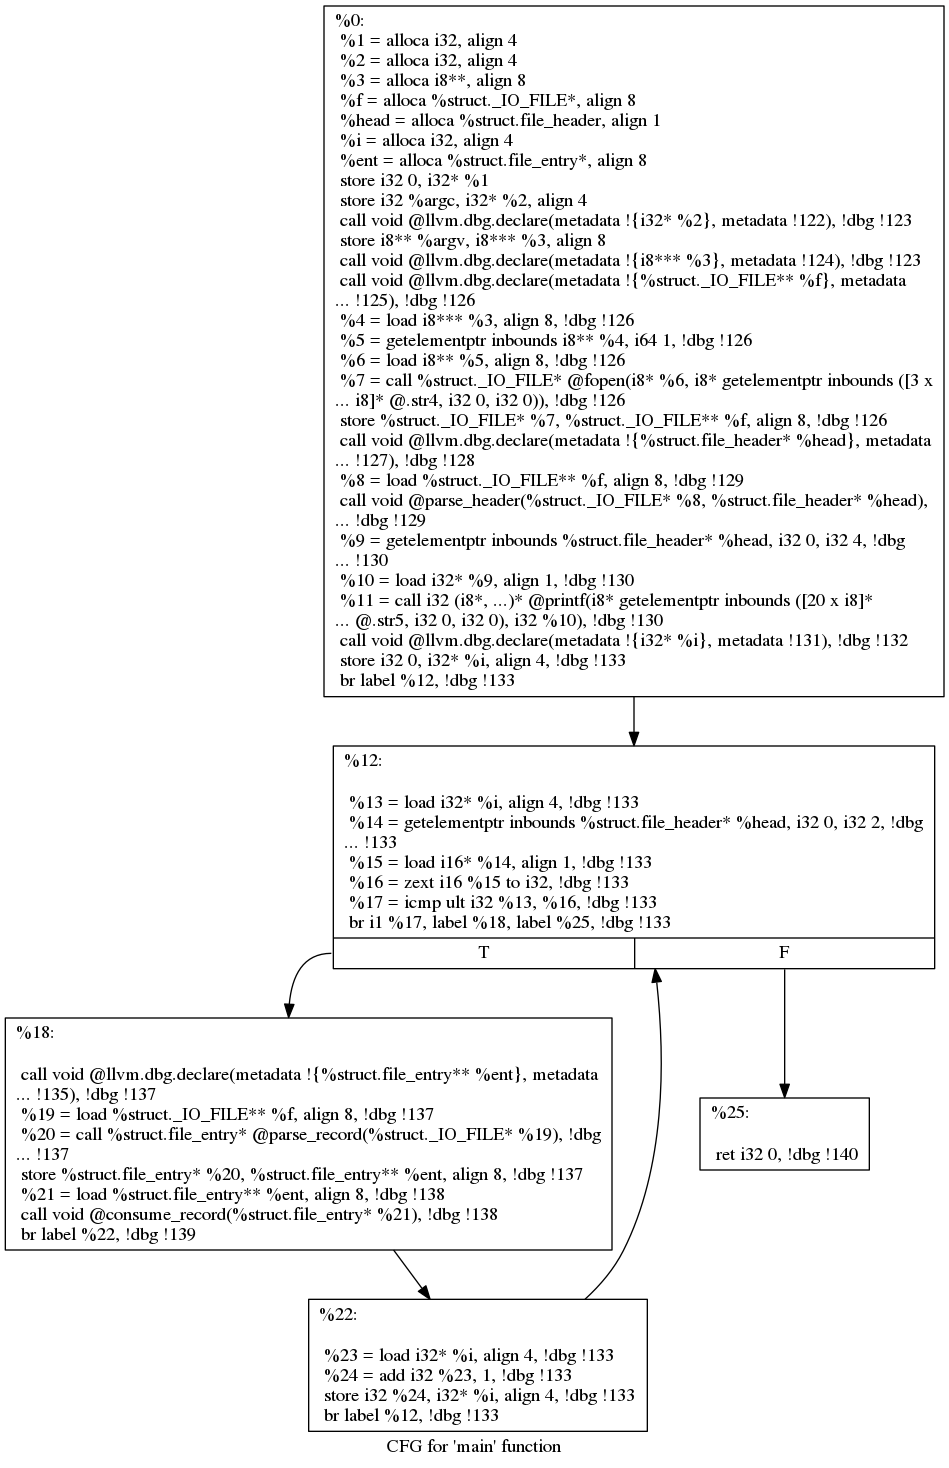 %0:
%1 = alloca i32, align 4
%2 = alloca i32, align 4
%3 = alloca i8**, align 8
%f = alloca %struct._IO_FILE*, align 8
%head = alloca %struct.file_header, align 1
%i = alloca i32, align 4
%ent = alloca %struct.file_entry*, align 8
store i32 0, i32* %1
store i32 %argc, i32* %2, align 4
call void @llvm.dbg.declare(metadata !{i32* %2}, metadata !122), !dbg !123
store i8** %argv, i8*** %3, align 8
call void @llvm.dbg.declare(metadata !{i8*** %3}, metadata !124), !dbg !123
call void @llvm.dbg.declare(metadata !{%struct._IO_FILE** %f}, metadata
... !125), !dbg !126
%4 = load i8*** %3, align 8, !dbg !126
%5 = getelementptr inbounds i8** %4, i64 1, !dbg !126
%6 = load i8** %5, align 8, !dbg !126
%7 = call %struct._IO_FILE* @fopen(i8* %6, i8* getelementptr inbounds ([3 x
... i8]* @.str4, i32 0, i32 0)), !dbg !126
store %struct._IO_FILE* %7, %struct._IO_FILE** %f, align 8, !dbg !126
call void @llvm.dbg.declare(metadata !{%struct.file_header* %head}, metadata
... !127), !dbg !128
%8 = load %struct._IO_FILE** %f, align 8, !dbg !129
call void @parse_header(%struct._IO_FILE* %8, %struct.file_header* %head),
... !dbg !129
%9 = getelementptr inbounds %struct.file_header* %head, i32 0, i32 4, !dbg
... !130
%10 = load i32* %9, align 1, !dbg !130
%11 = call i32 (i8*, ...)* @printf(i8* getelementptr inbounds ([20 x i8]*
... @.str5, i32 0, i32 0), i32 %10), !dbg !130
call void @llvm.dbg.declare(metadata !{i32* %i}, metadata !131), !dbg !132
store i32 0, i32* %i, align 4, !dbg !133
br label %12, !dbg !133
%12:
%13 = load i32* %i, align 4, !dbg !133
%14 = getelementptr inbounds %struct.file_header* %head, i32 0, i32 2, !dbg
... !133
%15 = load i16* %14, align 1, !dbg !133
%16 = zext i16 %15 to i32, !dbg !133
%17 = icmp ult i32 %13, %16, !dbg !133
br i1 %17, label %18, label %25, !dbg !133
T
F
%18:
call void @llvm.dbg.declare(metadata !{%struct.file_entry** %ent}, metadata
... !135), !dbg !137
%19 = load %struct._IO_FILE** %f, align 8, !dbg !137
%20 = call %struct.file_entry* @parse_record(%struct._IO_FILE* %19), !dbg
... !137
store %struct.file_entry* %20, %struct.file_entry** %ent, align 8, !dbg !137
%21 = load %struct.file_entry** %ent, align 8, !dbg !138
call void @consume_record(%struct.file_entry* %21), !dbg !138
br label %22, !dbg !139
%25:
ret i32 0, !dbg !140
%22:
%23 = load i32* %i, align 4, !dbg !133
%24 = add i32 %23, 1, !dbg !133
store i32 %24, i32* %i, align 4, !dbg !133
br label %12, !dbg !133
CFG for 'main' function